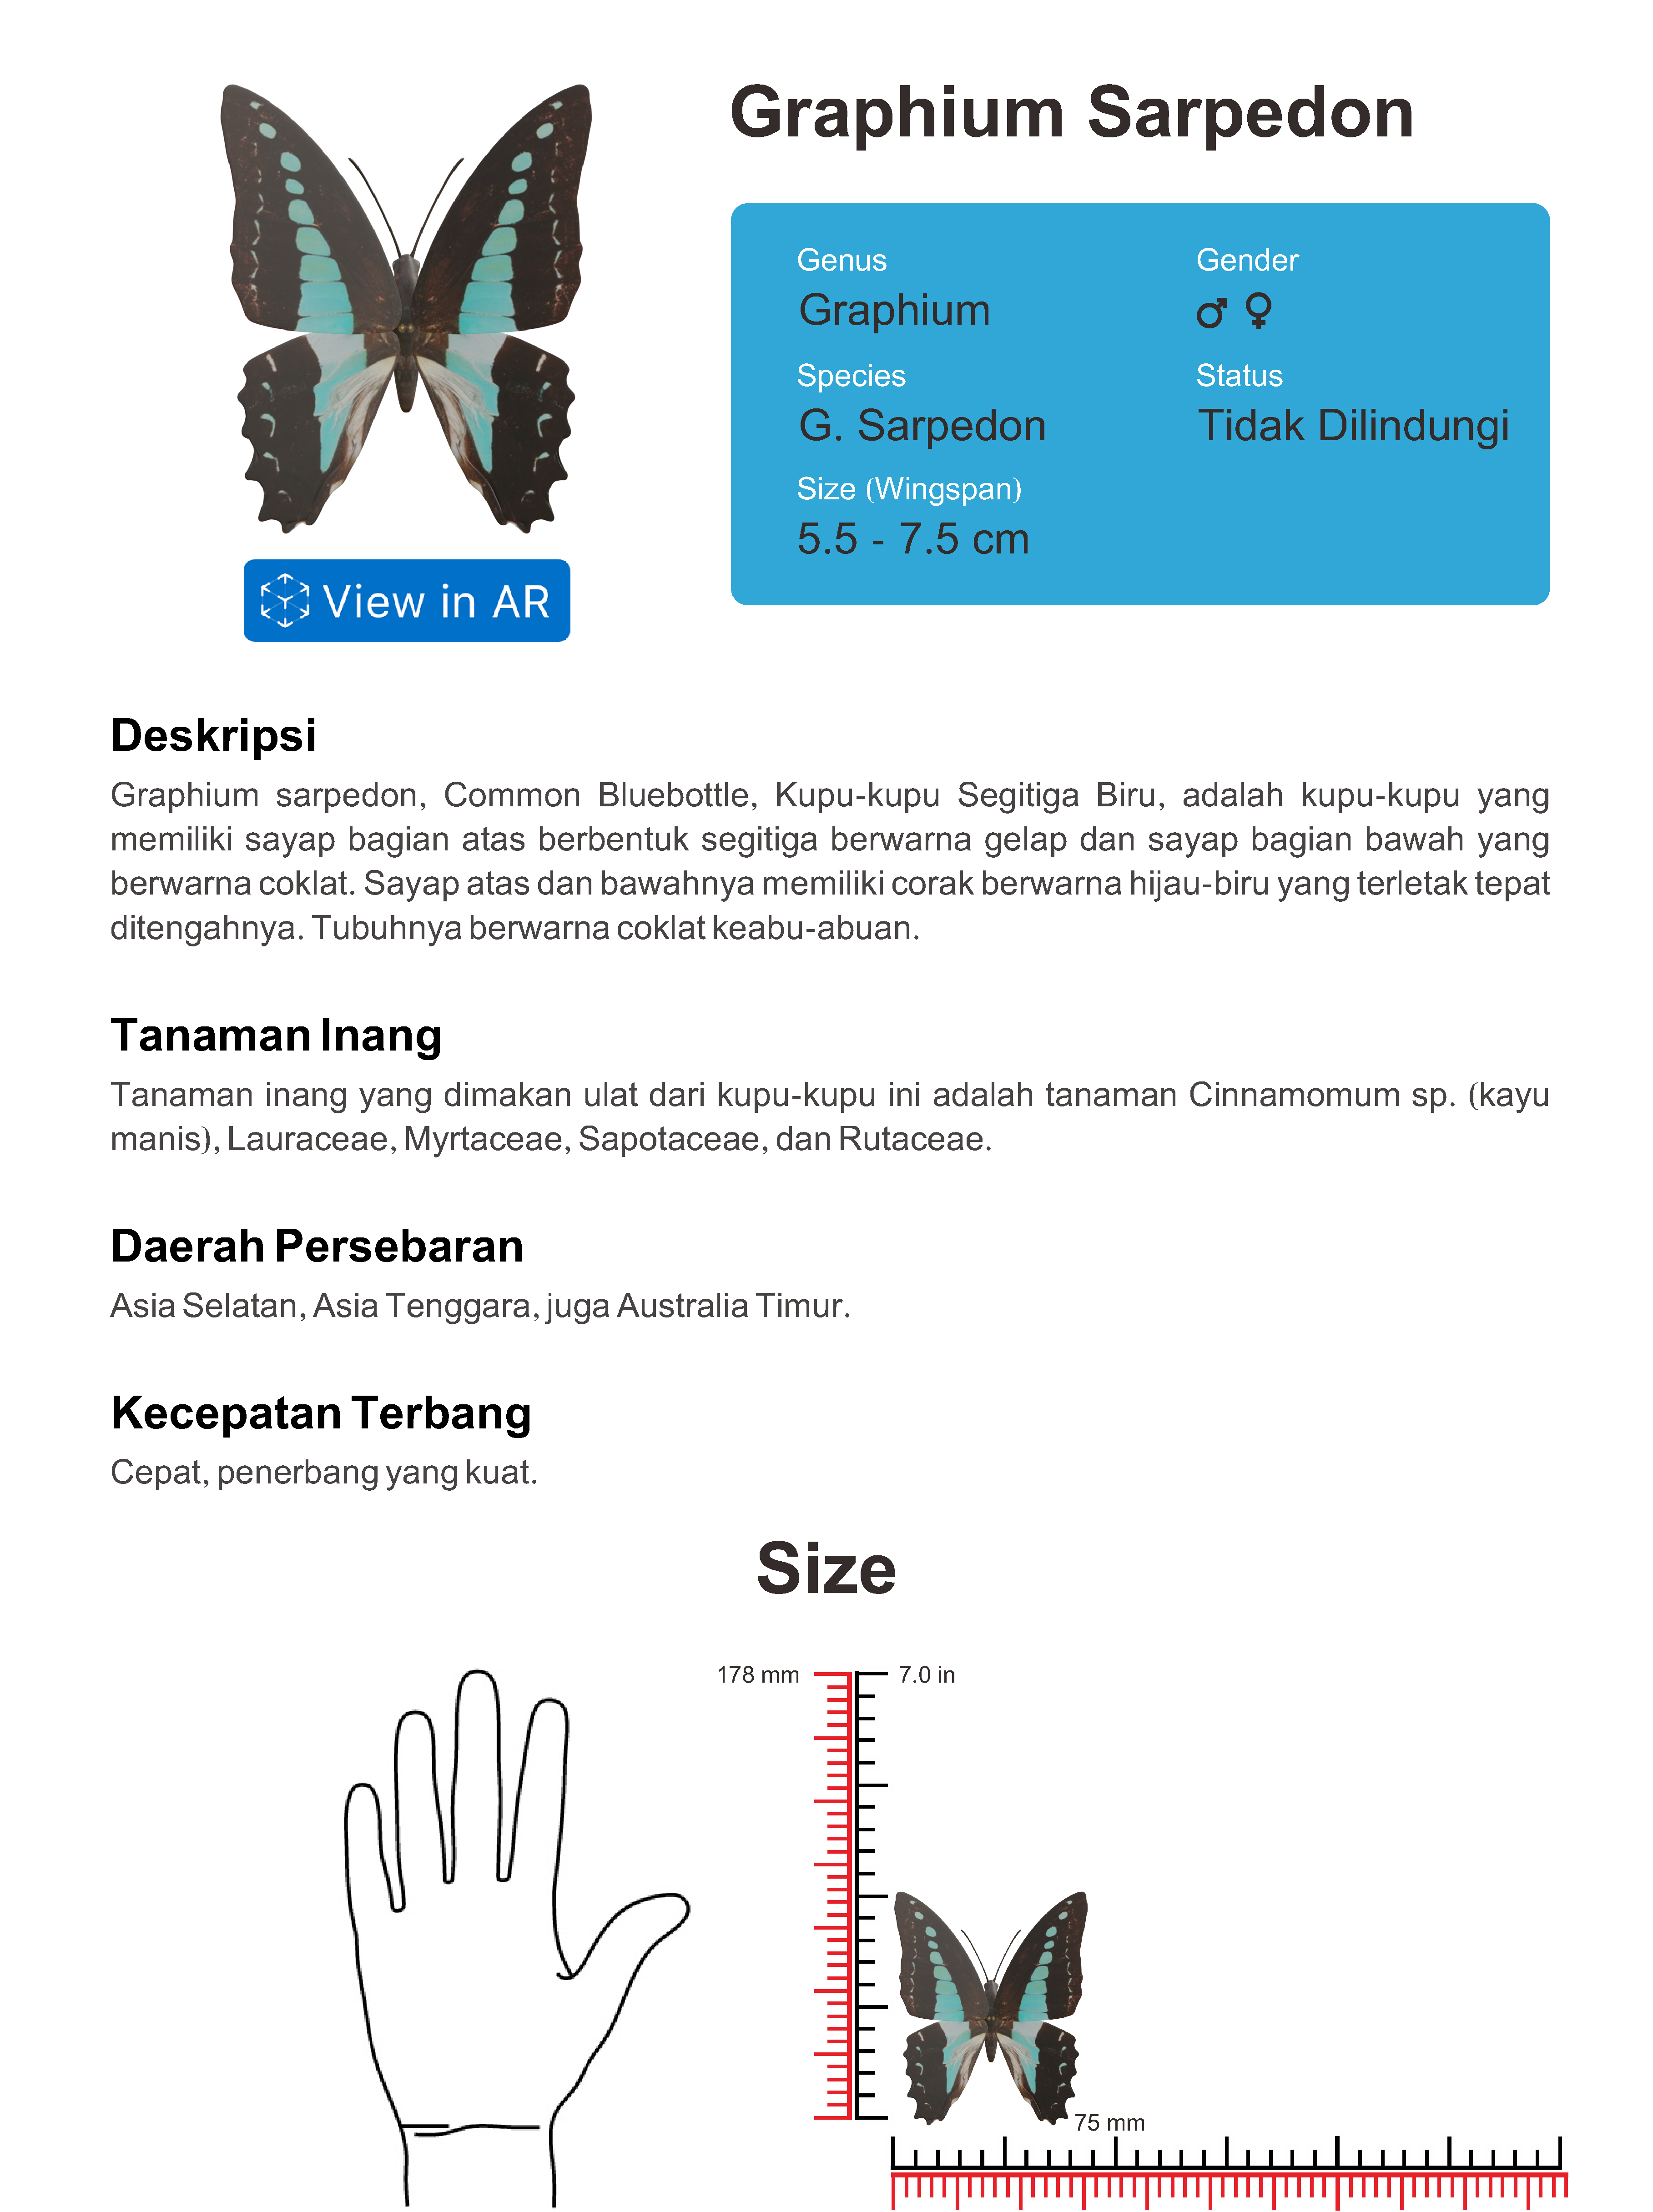 Graphium Sarpedon
Genus
Graphium
Gender
♂ ♀
Species
G. Sarpedon
Status
Tidak Dilindungi
Size (Wingspan)
5.5 - 7.5 cm
View in AR
Deskripsi
Graphium sarpedon, Common Bluebottle, Kupu-kupu Segitiga Biru, adalah kupu-kupu yang
memiliki sayap bagian atas berbentuk segitiga berwarna gelap dan sayap bagian bawah yang
berwarna coklat. Sayap atas dan bawahnya memiliki corak berwarna hijau-biru yang terletak tepat
ditengahnya. Tubuhnya berwarna coklat keabu-abuan.
Tanaman Inang
Tanaman inang yang dimakan ulat dari kupu-kupu ini adalah tanaman Cinnamomum sp. (kayu
manis), Lauraceae, Myrtaceae, Sapotaceae, dan Rutaceae.
Daerah Persebaran
Asia Selatan, Asia Tenggara, juga Australia Timur.
Kecepatan Terbang
Cepat, penerbang yang kuat.
Size
178 mm
7.0 in
75 mm